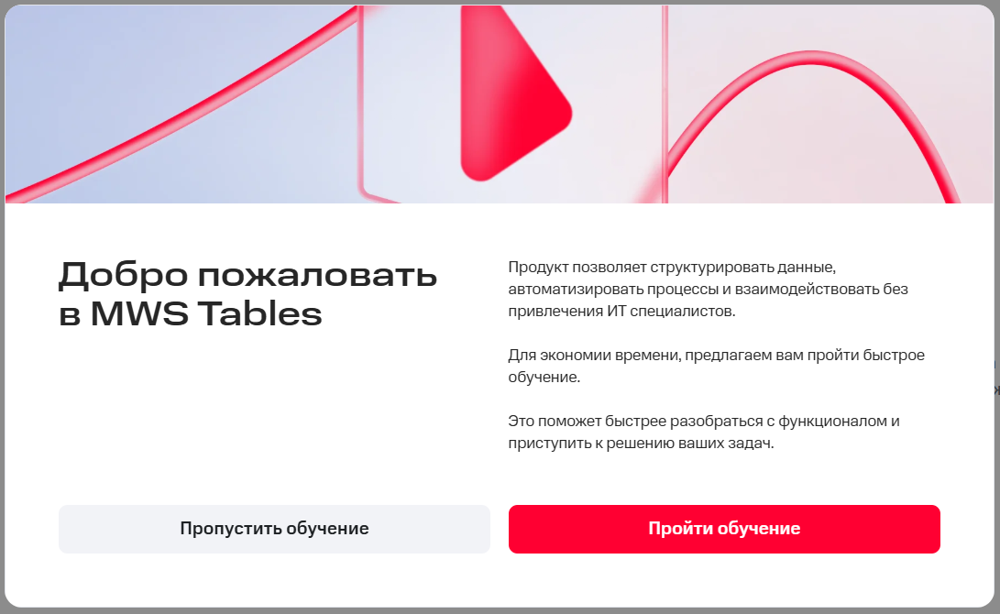 Добро пожаловать
в MWS Tables
Продукт позволяет структурировать данные,
автоматизировать процессы и взаимодействовать без
привлечения ИТ специалистов.
Для экономии времени, предлагаем вам пройти быстрое
обучение.
Это поможет быстрее разобраться с функционалом и
приступить к решению ваших задач.
Пропустить обучение
Пройти обучение